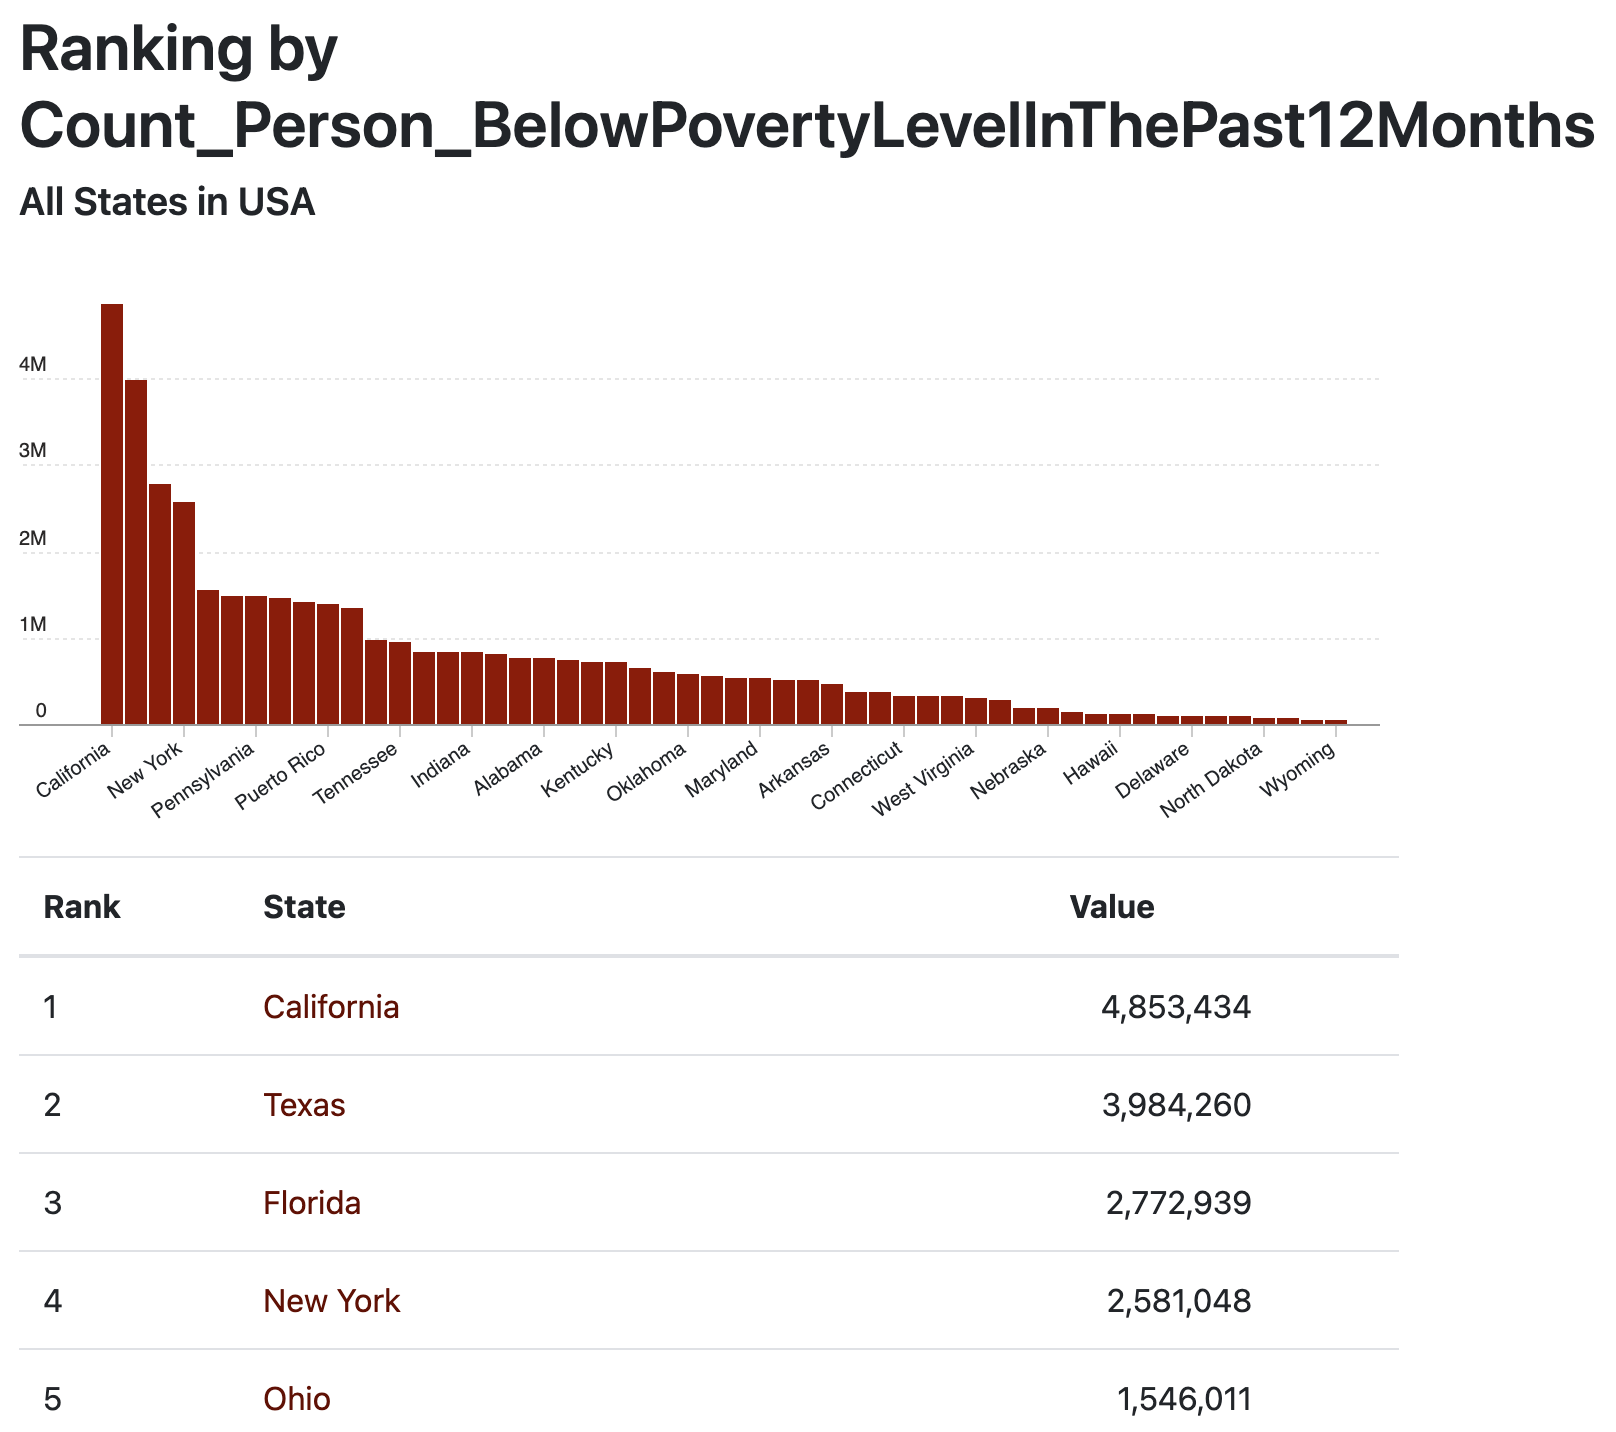 Ranking by
Count_Person_BelowPovertyLevelInThePast12Months
All States in USA
4M
3M
2M
1M
0
California
New York
Pennsylvania
Puerto Rico
Tennessee
Indiana
Alabama
Kentucky
Oklahoma
Maryland
Arkansas
Connecticut
West Virginia
Nebraska
Hawaii
Delaware
North Dakota
Wyoming
Rank State Value
1 California 4,853,434
2 Texas 3,984,260
3 Florida 2,772,939
4 New York 2,581,048
5 Ohio 1,546,011